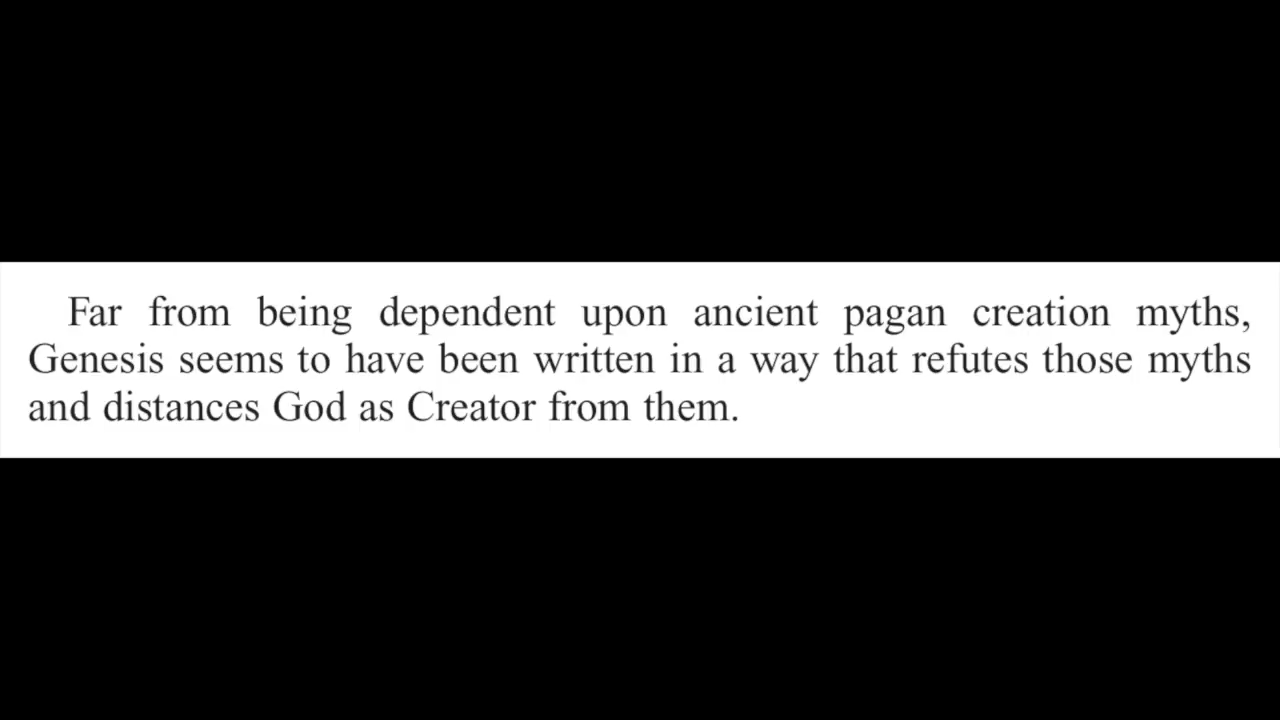 Far from being dependent upon ancient pagan creation myths,
Genesis seems to have been written in a way that refutes those myths
and distances God as Creator from them.